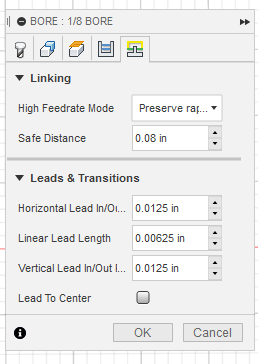 BORE : 1/8 BORE
Linking
High Feedrate Mode
Preserve rap...
Safe Distance
0.08 in
Leads & Transitions
Horizontal Lead In/Ou...
0.0125 in
Linear Lead Length
0.00625 in
Vertical Lead In/Out
0.0125 in
Lead To Center
OK
Cancel